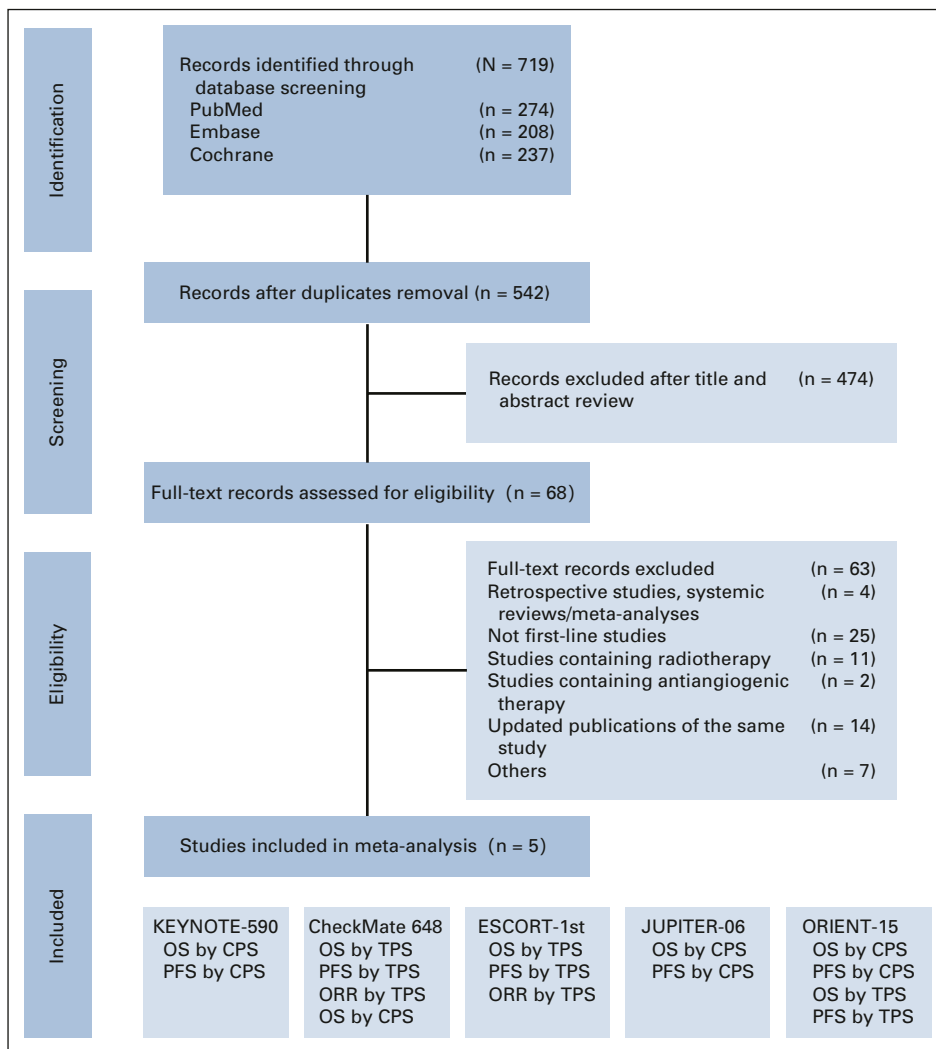 Identification
Records identified through (N = 719)
database screening
PubMed (n = 274)
Embase (n = 208)
Cochrane (n = 237)
Screening
Records after duplicates removal (n = 542)
Records excluded after title and (n = 474)
abstract review
Full-text records assessed for eligibility (n = 68)
Eligibility
Full-text records excluded (n = 63)
Retrospective studies, systemic (n = 4)
reviews/meta-analyses
Not first-line studies (n = 25)
Studies containing radiotherapy (n = 11)
Studies containing antiangiogenic (n = 2)
therapy
Updated publications of the same (n = 14)
study
Others (n = 7)
Included
Studies included in meta-analysis (n = 5)
KEYNOTE-590
OS by CPS
PFS by CPS
CheckMate 648
OS by TPS
PFS by TPS
ORR by TPS
OS by CPS
ESCORT-1st
OS by TPS
PFS by TPS
ORR by TPS
JUPITER-06
OS by CPS
PFS by CPS
ORIENT-15
OS by CPS
PFS by CPS
OS by TPS
PFS by TPS